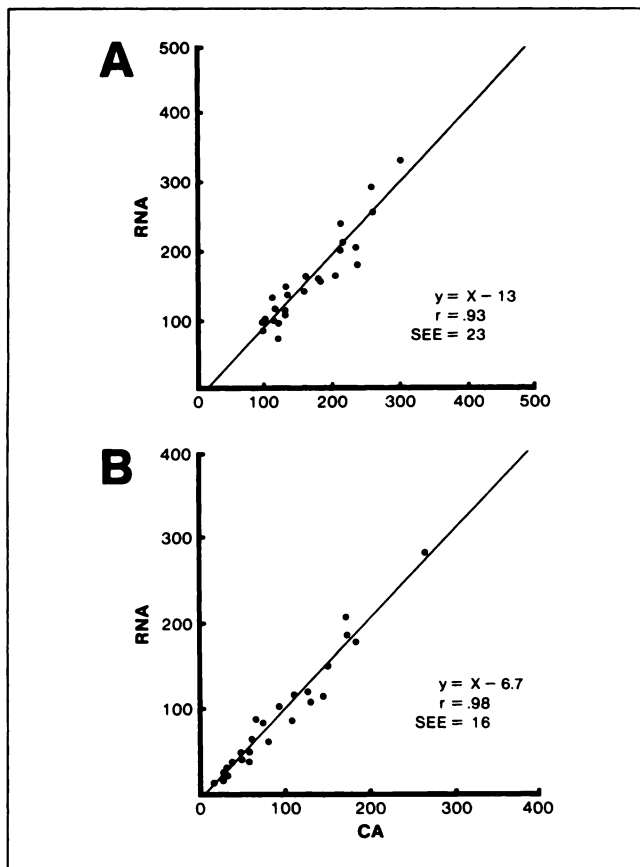 A
500
400
300
200
100
RNA
y = X − 13
r = .93
SEE = 23
0
100
200
300
400
500
B
400
300
200
100
RNA
y = X − 6.7
r = .98
SEE = 16
0
100
200
300
400
CA